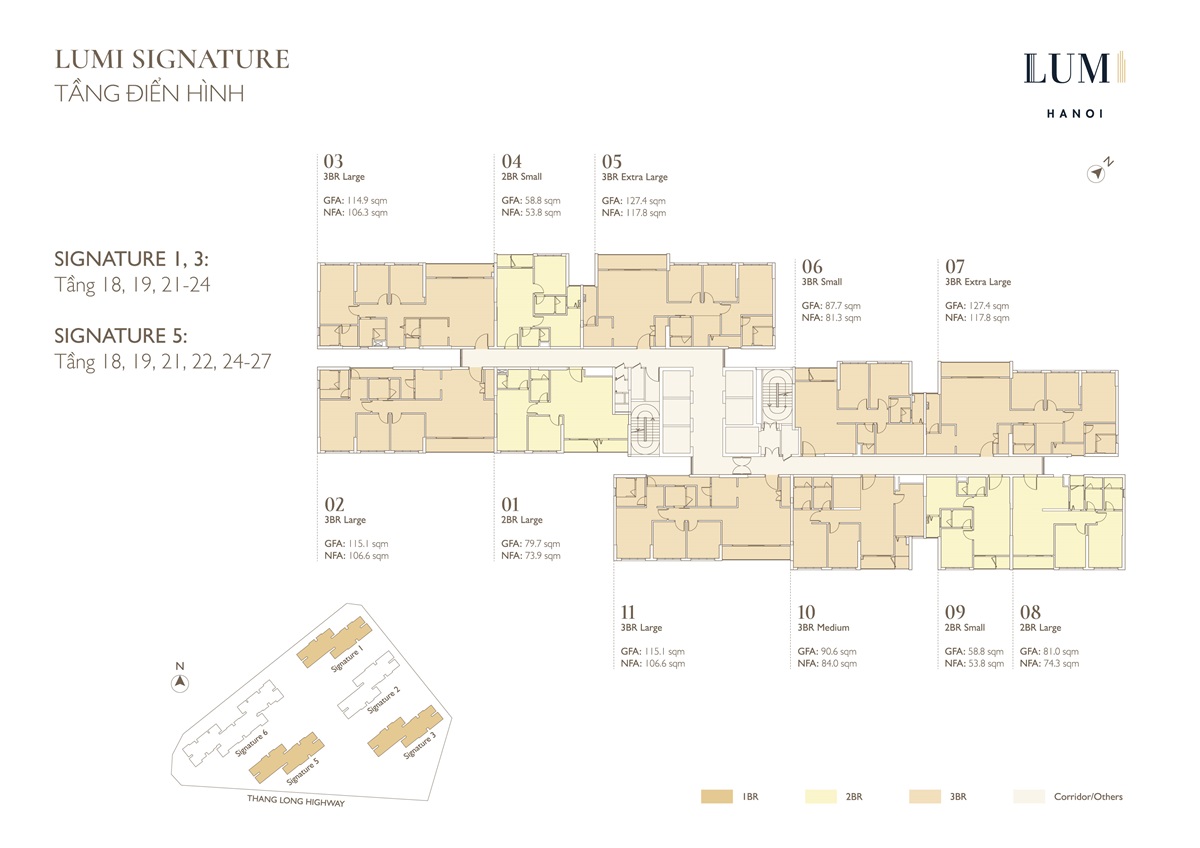 LUMI SIGNATURE
TẦNG ĐIỂN HÌNH
LUMI
HANOI
N
03
3BR Large
GFA: 114.9 sqm
NFA: 106.3 sqm
04
2BR Small
GFA: 58.8 sqm
NFA: 53.8 sqm
05
3BR Extra Large
GFA: 127.4 sqm
NFA: 117.8 sqm
SIGNATURE 1, 3:
Tầng 18, 19, 21-24
SIGNATURE 5:
Tầng 18, 19, 21, 22, 24-27
06
3BR Small
GFA: 87.7 sqm
NFA: 81.3 sqm
07
3BR Extra Large
GFA: 127.4 sqm
NFA: 117.8 sqm
02
3BR Large
GFA: 115.1 sqm
NFA: 106.6 sqm
01
2BR Large
GFA: 79.7 sqm
NFA: 73.9 sqm
11
3BR Large
GFA: 115.1 sqm
NFA: 106.6 sqm
10
3BR Medium
GFA: 90.6 sqm
NFA: 84.0 sqm
09
2BR Small
GFA: 58.8 sqm
NFA: 53.8 sqm
08
2BR Large
GFA: 81.0 sqm
NFA: 74.3 sqm
N
Signature 1
Signature 2
Signature 3
Signature 6
Signature 5
THANG LONG HIGHWAY
1BR
2BR
3BR
Corridor/Others